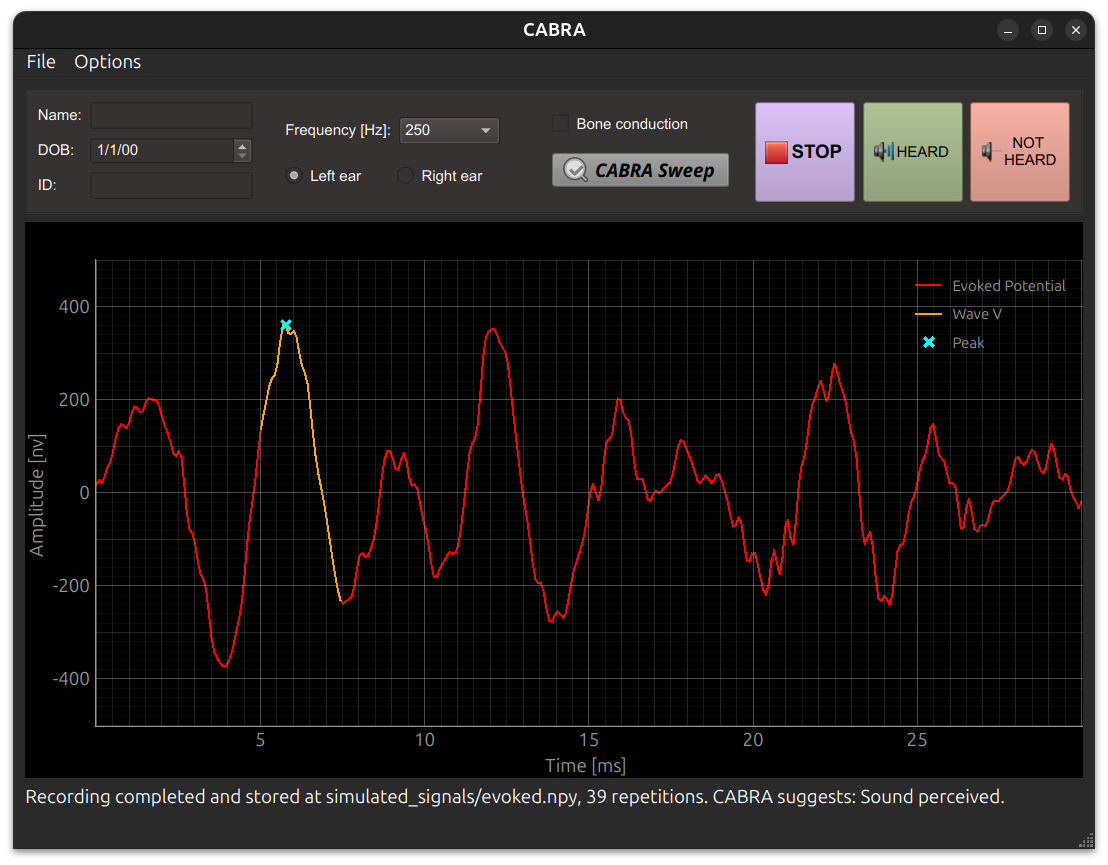 CABRA
File Options
Name:
DOB: 1/1/00
ID:
Frequency [Hz]: 250
Left ear Right ear
Bone conduction
CABRA Sweep
STOP
HEARD
NOT
HEARD
Evoked Potential
Wave V
Peak
400
200
0
-200
-400
Amplitude [nv]
5 10 15 20 25
Time [ms]
Recording completed and stored at simulated_signals/evoked.npy, 39 repetitions. CABRA suggests: Sound perceived.